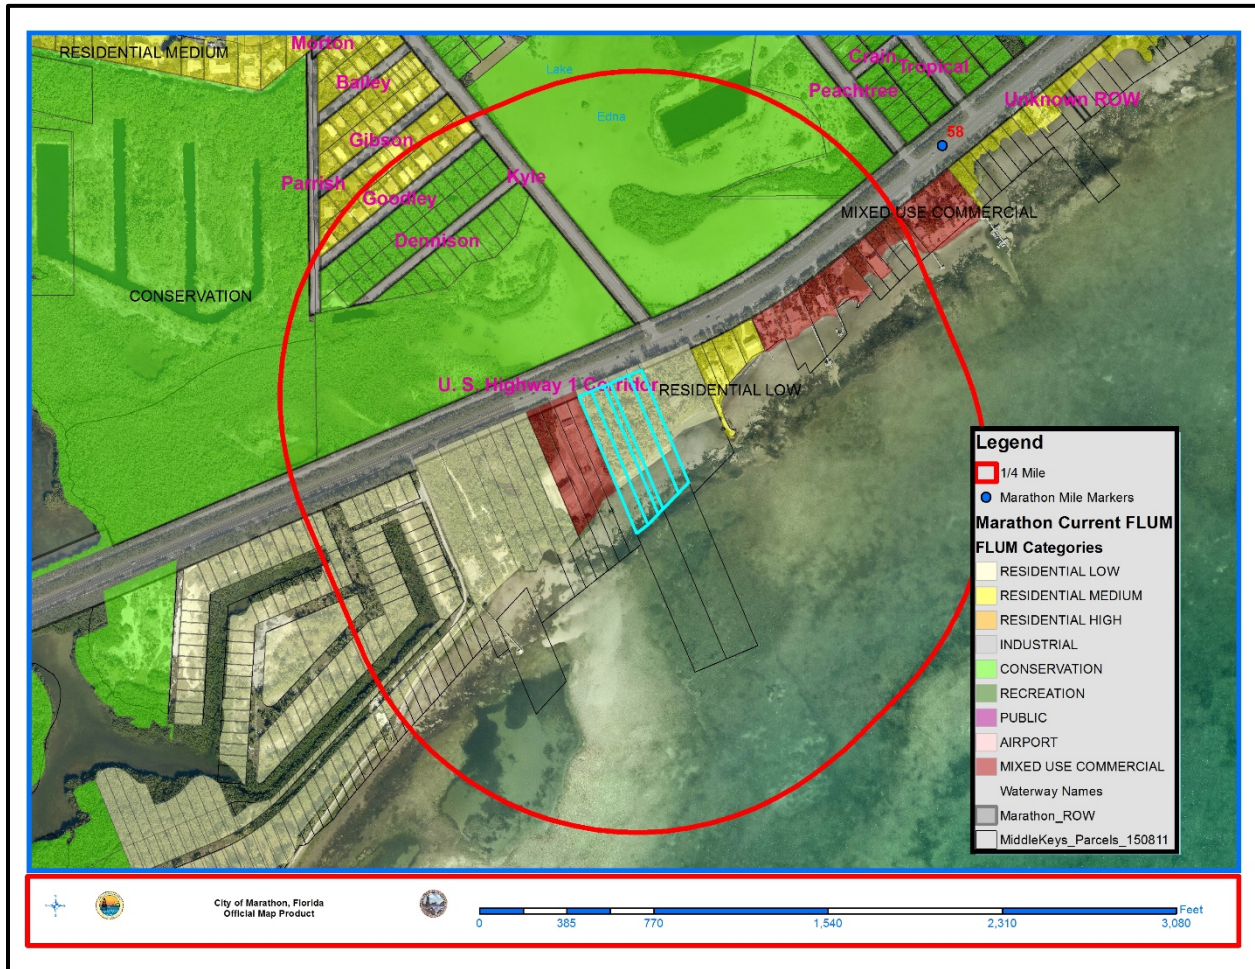 RESIDENTIAL MEDIUM
Morton
Bailey
Gibson
Parrish
Goodley
Kyle
Dennison
Lake
Edna
Crain
Tropical
Peachtree
Unknown ROW
58
MIXED USE COMMERCIAL
CONSERVATION
U. S. Highway 1 Corridor
RESIDENTIAL LOW
Legend
1/4 Mile
Marathon Mile Markers
Marathon Current FLUM
FLUM Categories
RESIDENTIAL LOW
RESIDENTIAL MEDIUM
RESIDENTIAL HIGH
INDUSTRIAL
CONSERVATION
RECREATION
PUBLIC
AIRPORT
MIXED USE COMMERCIAL
Waterway Names
Marathon_ROW
MiddleKeys_Parcels_150811
City of Marathon, Florida
Official Map Product
Feet
0 385 770 1,540 2,310 3,080